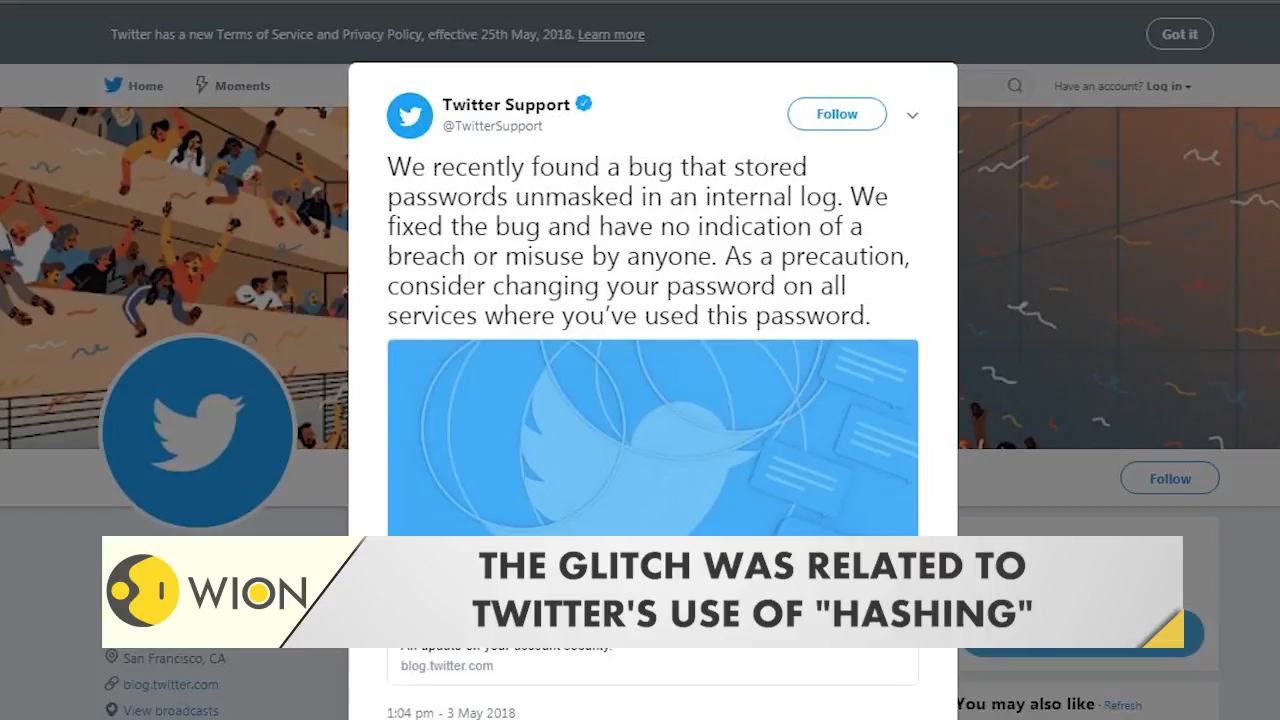 Twitter has a new Terms of Service and Privacy Policy, effective 25th May, 2018. Learn more
Got it
Home
Moments
Have an account? Log in
Twitter Support
@TwitterSupport
Follow
We recently found a bug that stored
passwords unmasked in an internal log. We
fixed the bug and have no indication of a
breach or misuse by anyone. As a precaution,
consider changing your password on all
services where you've used this password.
Follow
WION
THE GLITCH WAS RELATED TO
TWITTER'S USE OF "HASHING"
An update on your account security.
blog.twitter.com
1:04 pm - 3 May 2018
San Francisco, CA
blog.twitter.com
View broadcasts
You may also like · Refresh